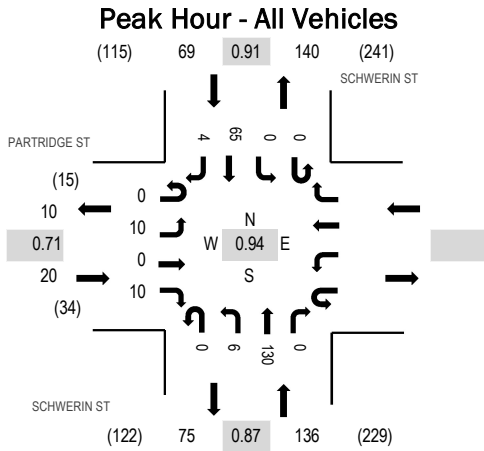 Peak Hour - All Vehicles
(115) 69 0.91 140 (241)
SCHWERIN ST
4 65 0 0
PARTRIDGE ST
(15)
0
10
10
N
0.71
W 0.94 E
0
20
S
10
(34)
0 6 130 0
SCHWERIN ST
(122) 75 0.87 136 (229)